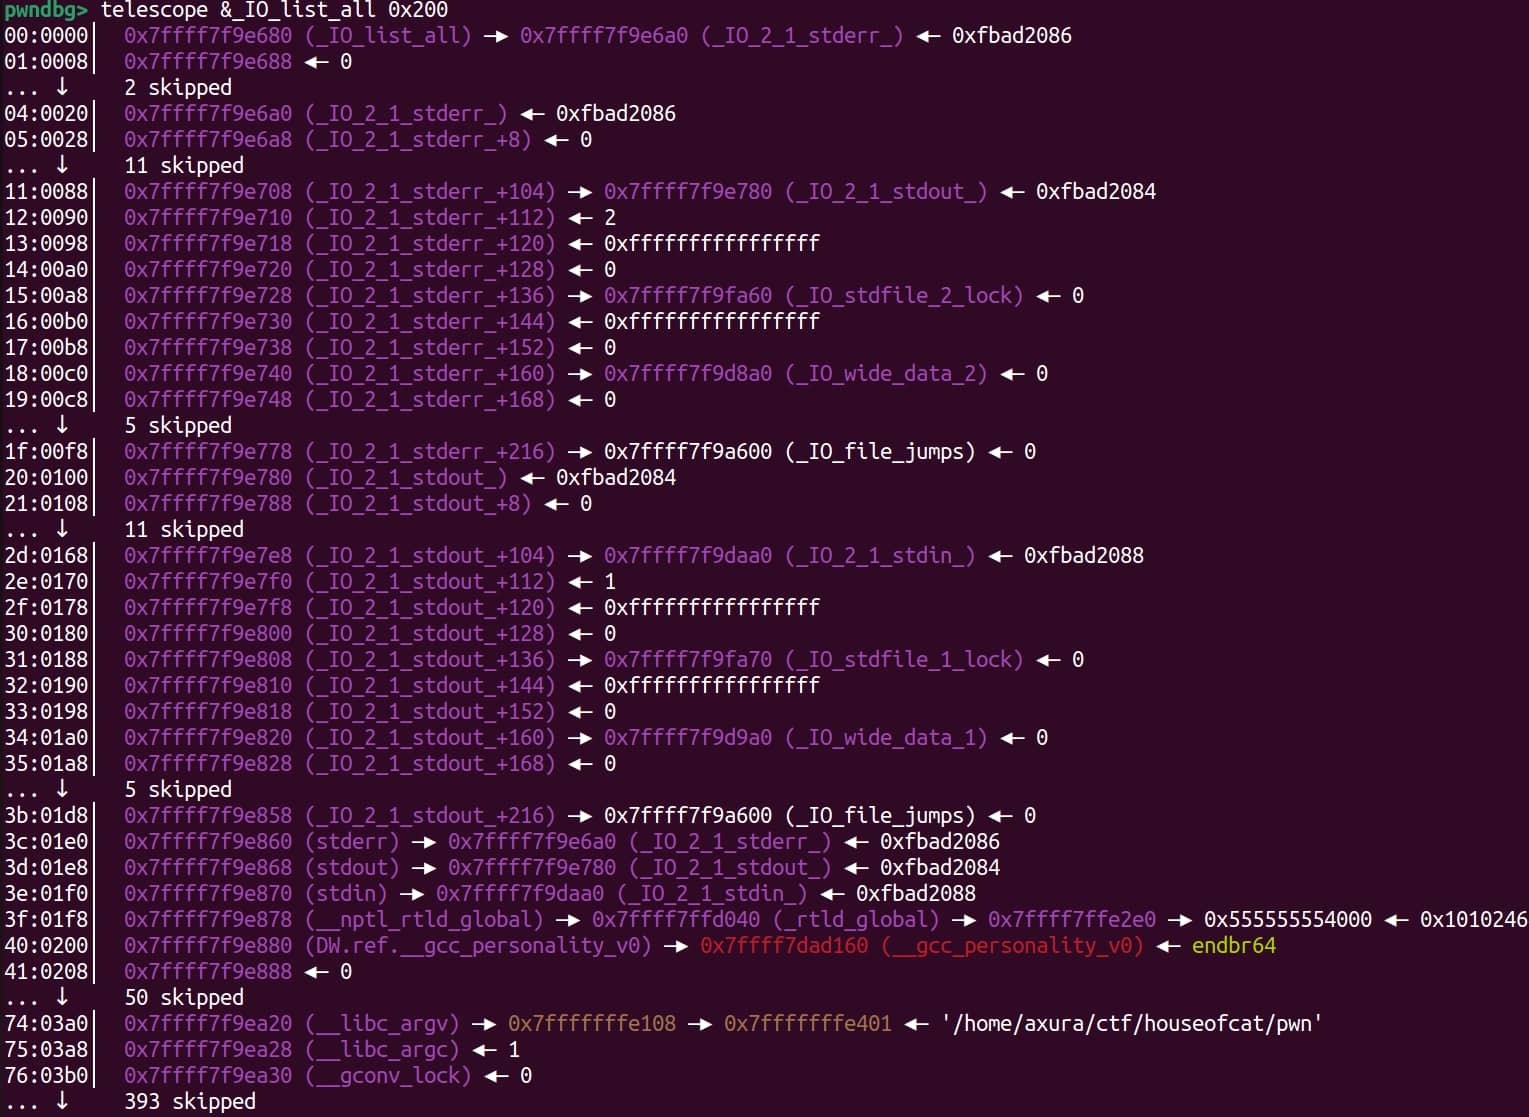 pwndbg> telescope &_IO_list_all 0x200
00:0000│ 0x7ffff7f9e680 (_IO_list_all) —▸ 0x7ffff7f9e6a0 (_IO_2_1_stderr_) ◂— 0xfbad2086
01:0008│ 0x7ffff7f9e688 ◂— 0
... ↓ 2 skipped
04:0020│ 0x7ffff7f9e6a0 (_IO_2_1_stderr_) ◂— 0xfbad2086
05:0028│ 0x7ffff7f9e6a8 (_IO_2_1_stderr_+8) ◂— 0
... ↓ 11 skipped
11:0088│ 0x7ffff7f9e708 (_IO_2_1_stderr_+104) —▸ 0x7ffff7f9e780 (_IO_2_1_stdout_) ◂— 0xfbad2084
12:0090│ 0x7ffff7f9e710 (_IO_2_1_stderr_+112) ◂— 2
13:0098│ 0x7ffff7f9e718 (_IO_2_1_stderr_+120) ◂— 0xffffffffffffffff
14:00a0│ 0x7ffff7f9e720 (_IO_2_1_stderr_+128) ◂— 0
15:00a8│ 0x7ffff7f9e728 (_IO_2_1_stderr_+136) —▸ 0x7ffff7f9fa60 (_IO_stdfile_2_lock) ◂— 0
16:00b0│ 0x7ffff7f9e730 (_IO_2_1_stderr_+144) ◂— 0xffffffffffffffff
17:00b8│ 0x7ffff7f9e738 (_IO_2_1_stderr_+152) ◂— 0
18:00c0│ 0x7ffff7f9e740 (_IO_2_1_stderr_+160) —▸ 0x7ffff7f9d8a0 (_IO_wide_data_2) ◂— 0
19:00c8│ 0x7ffff7f9e748 (_IO_2_1_stderr_+168) ◂— 0
... ↓ 5 skipped
1f:00f8│ 0x7ffff7f9e778 (_IO_2_1_stderr_+216) —▸ 0x7ffff7f9a600 (_IO_file_jumps) ◂— 0
20:0100│ 0x7ffff7f9e780 (_IO_2_1_stdout_) ◂— 0xfbad2084
21:0108│ 0x7ffff7f9e788 (_IO_2_1_stdout_+8) ◂— 0
... ↓ 11 skipped
2d:0168│ 0x7ffff7f9e7e8 (_IO_2_1_stdout_+104) —▸ 0x7ffff7f9daa0 (_IO_2_1_stdin_) ◂— 0xfbad2088
2e:0170│ 0x7ffff7f9e7f0 (_IO_2_1_stdout_+112) ◂— 1
2f:0178│ 0x7ffff7f9e7f8 (_IO_2_1_stdout_+120) ◂— 0xffffffffffffffff
30:0180│ 0x7ffff7f9e800 (_IO_2_1_stdout_+128) ◂— 0
31:0188│ 0x7ffff7f9e808 (_IO_2_1_stdout_+136) —▸ 0x7ffff7f9fa70 (_IO_stdfile_1_lock) ◂— 0
32:0190│ 0x7ffff7f9e810 (_IO_2_1_stdout_+144) ◂— 0xffffffffffffffff
33:0198│ 0x7ffff7f9e818 (_IO_2_1_stdout_+152) ◂— 0
34:01a0│ 0x7ffff7f9e820 (_IO_2_1_stdout_+160) —▸ 0x7ffff7f9d9a0 (_IO_wide_data_1) ◂— 0
35:01a8│ 0x7ffff7f9e828 (_IO_2_1_stdout_+168) ◂— 0
... ↓ 5 skipped
3b:01d8│ 0x7ffff7f9e858 (_IO_2_1_stdout_+216) —▸ 0x7ffff7f9a600 (_IO_file_jumps) ◂— 0
3c:01e0│ 0x7ffff7f9e860 (stderr) —▸ 0x7ffff7f9e6a0 (_IO_2_1_stderr_) ◂— 0xfbad2086
3d:01e8│ 0x7ffff7f9e868 (stdout) —▸ 0x7ffff7f9e780 (_IO_2_1_stdout_) ◂— 0xfbad2084
3e:01f0│ 0x7ffff7f9e870 (stdin) —▸ 0x7ffff7f9daa0 (_IO_2_1_stdin_) ◂— 0xfbad2088
3f:01f8│ 0x7ffff7f9e878 (__nptl_rtld_global) —▸ 0x7ffff7ffd040 (_rtld_global) —▸ 0x7ffff7ffe2e0 —▸ 0x555555554000 ◂— 0x1010246
40:0200│ 0x7ffff7f9e880 (DW.ref.__gcc_personality_v0) —▸ 0x7ffff7dad160 (__gcc_personality_v0) ◂— endbr64
41:0208│ 0x7ffff7f9e888 ◂— 0
... ↓ 50 skipped
74:03a0│ 0x7ffff7f9ea20 (__libc_argv) —▸ 0x7fffffffe108 —▸ 0x7fffffffe401 ◂— '/home/axura/ctf/houseofcat/pwn'
75:03a8│ 0x7ffff7f9ea28 (__libc_argc) ◂— 1
76:03b0│ 0x7ffff7f9ea30 (__gconv_lock) ◂— 0
... ↓ 393 skipped